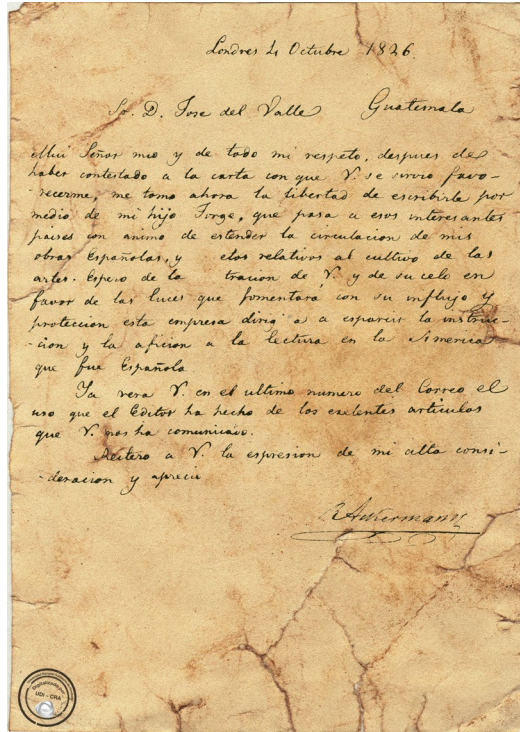 Londres 4 Octubre 1826.
Sr. D. Jose del Valle Guatemala
Mui Señor mio y de todo mi respeto, despues de
haber contestado a la carta con que V. se sirvio favo-
-recerme, me tomo ahora la libertad de escribirle por
medio de mi hijo Jorge, que pasa a esos interesantes
paises con animo de estender la circulacion de mis
obras Españolas, y elos relativos al cultivo de las
artes. Espero de la tracion de V. y de su celo en
favor de las luces que fomentara con su influjo y
proteccion esta empresa dirig a a esparcir la instruc-
-cion y la aficion a la lectura en la America
que fue Española
Ya vera V. en el ultimo numero del Correo el
uso que el Editor ha hecho de los exelentes articulos
que V. nos ha comunicado.
Reitero a V. la espresion de mi alta consi-
-deracion y aprecio
R Ackermann
Digitalizado por
UDI - CRA